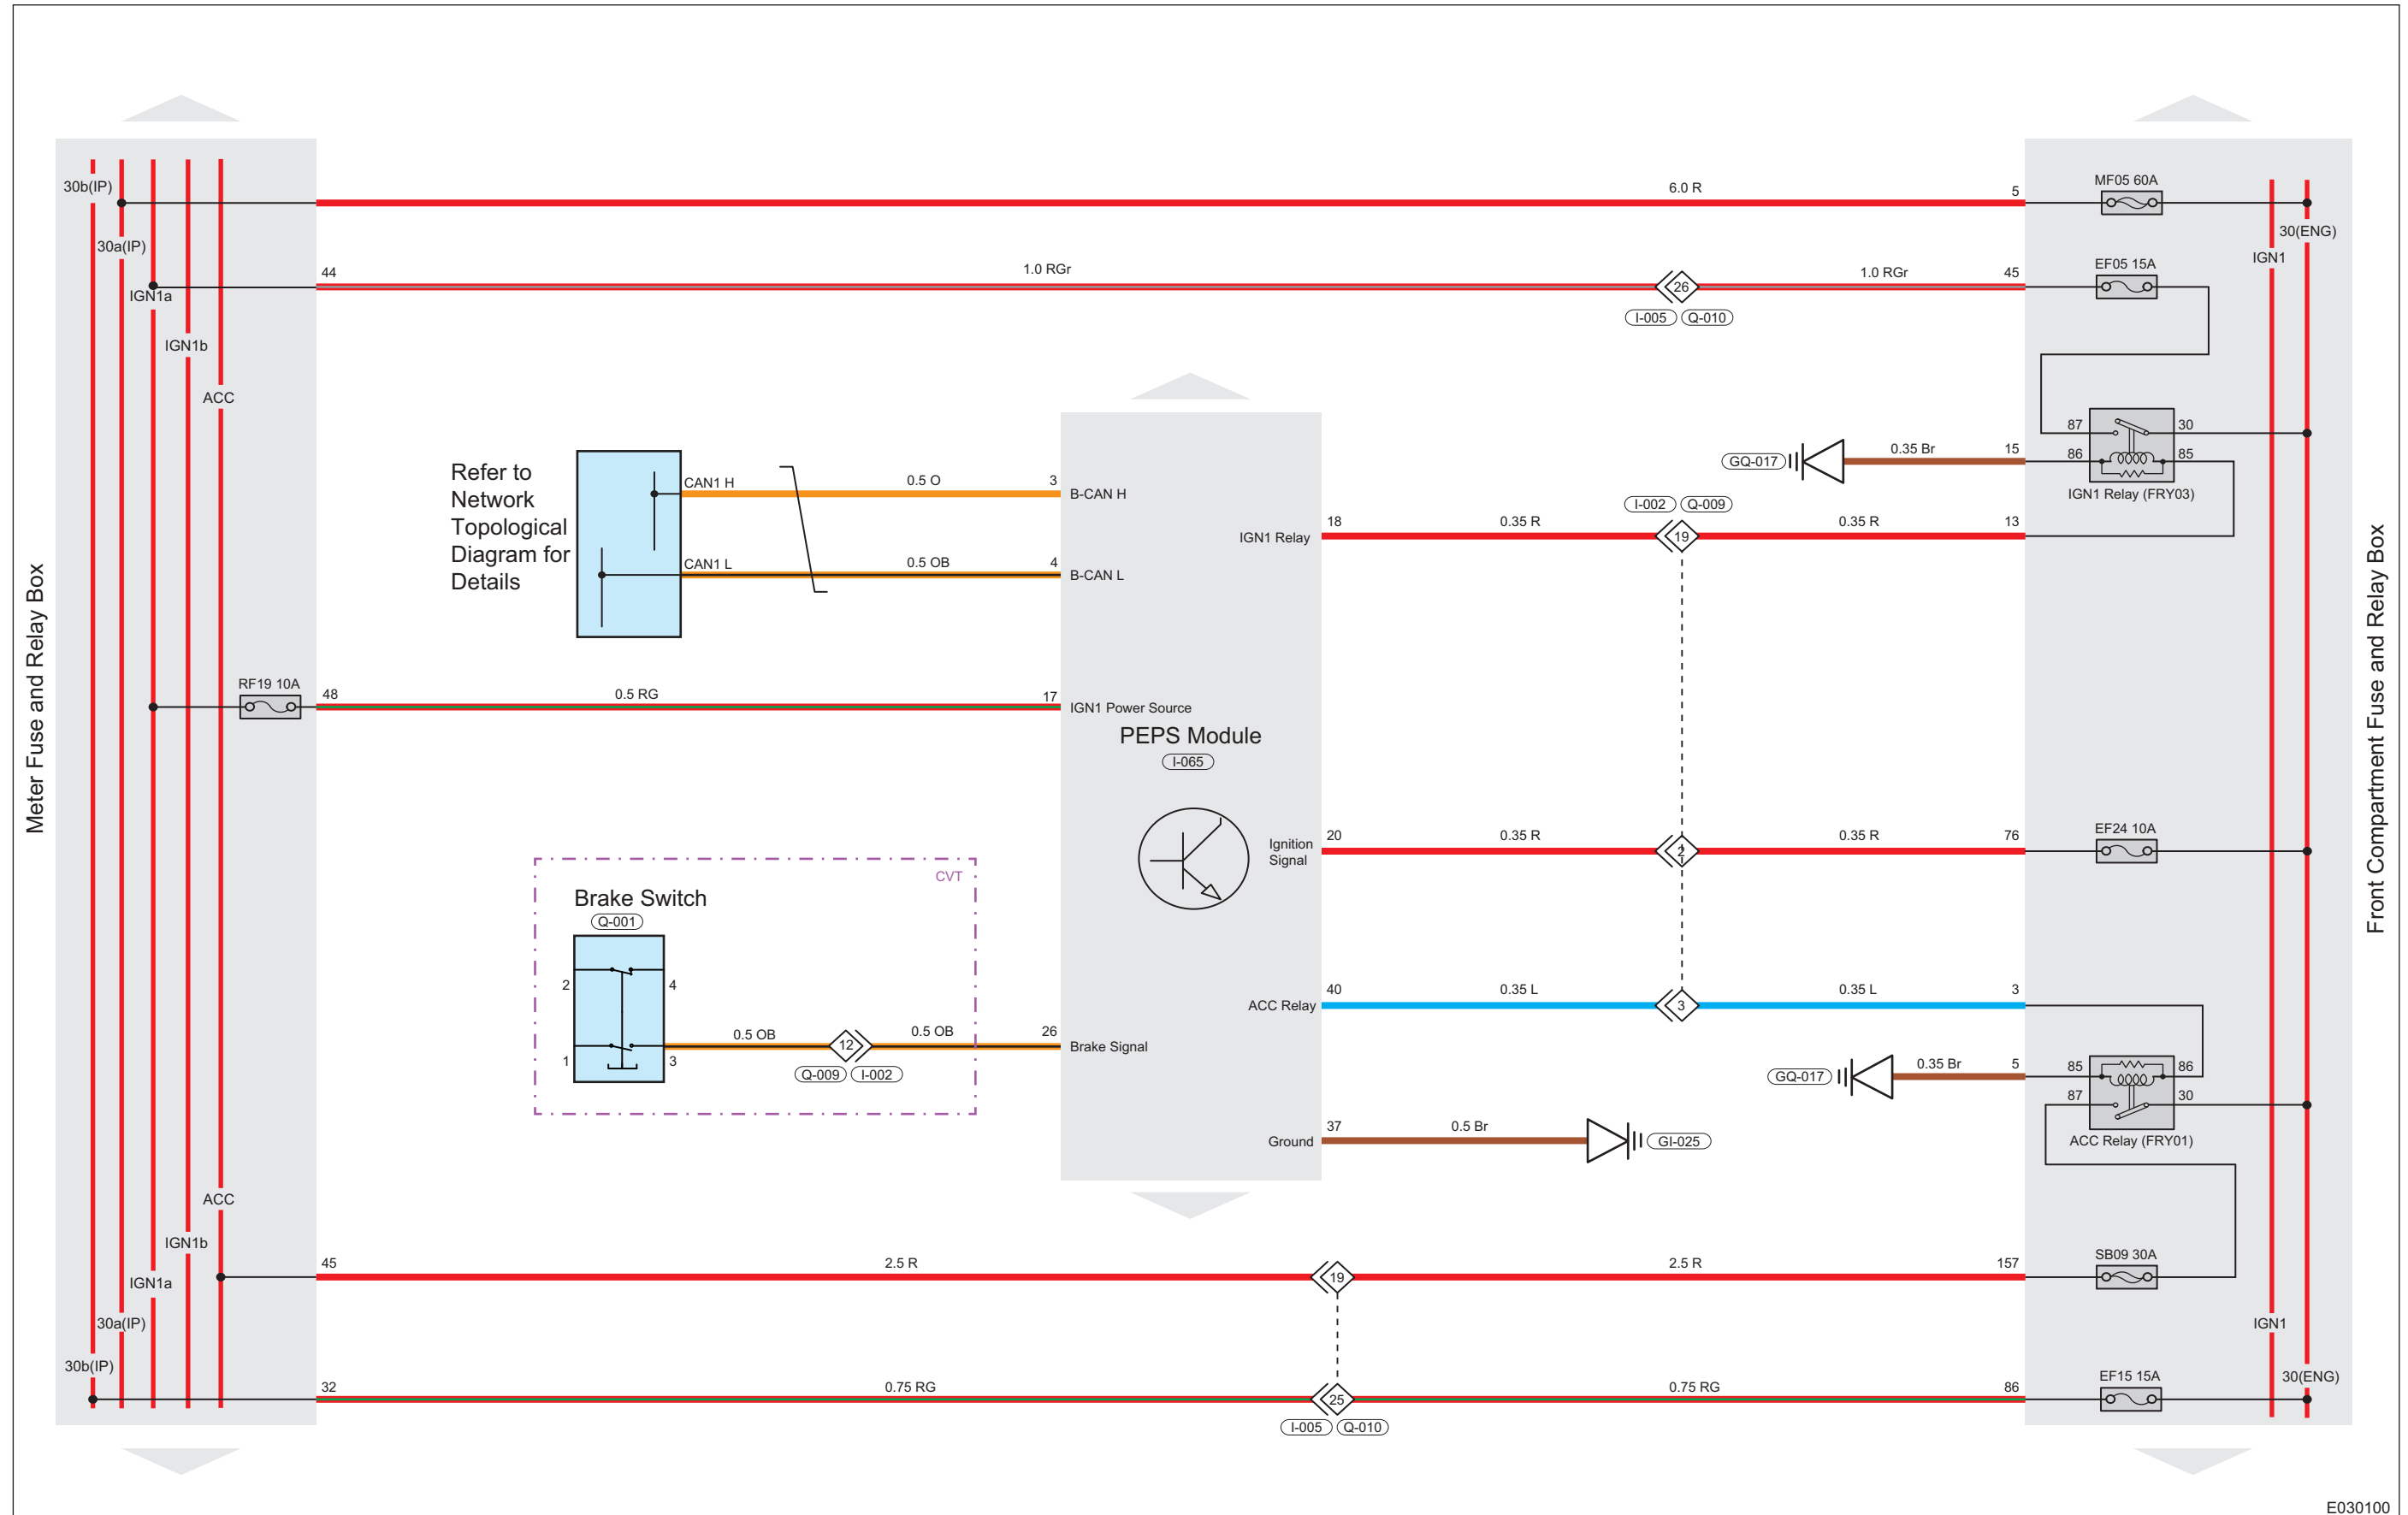 MF05 60A
30b(IP)
6.0 R
5
30a(IP)
30(ENG)
IGN1
EF05 15A
44
1.0 RGr
1.0 RGr
45
IGN1a
26
I-005
Q-010
IGN1b
ACC
Refer to
Network
Topological
Diagram for
Details
CAN1 H
0.5 O
3
B-CAN H
CAN1 L
0.5 OB
4
B-CAN L
GQ-017
0.35 Br
15
87
30
86
85
IGN1 Relay (FRY03)
I-002
Q-009
IGN1 Relay
18
0.35 R
19
0.35 R
13
Meter Fuse and Relay Box
Front Compartment Fuse and Relay Box
RF19 10A
48
0.5 RG
17
IGN1 Power Source
PEPS Module
I-065
Ignition
Signal
20
0.35 R
2
0.35 R
76
EF24 10A
CVT
Brake Switch
Q-001
2
4
1
3
0.5 OB
12
0.5 OB
26
Brake Signal
Q-009
I-002
ACC Relay
40
0.35 L
3
0.35 L
3
GQ-017
0.35 Br
5
85
86
87
30
ACC Relay (FRY01)
Ground
37
0.5 Br
GI-025
ACC
IGN1b
45
2.5 R
19
2.5 R
157
SB09 30A
IGN1a
30a(IP)
IGN1
30b(IP)
32
0.75 RG
25
0.75 RG
86
EF15 15A
30(ENG)
I-005
Q-010
E030100